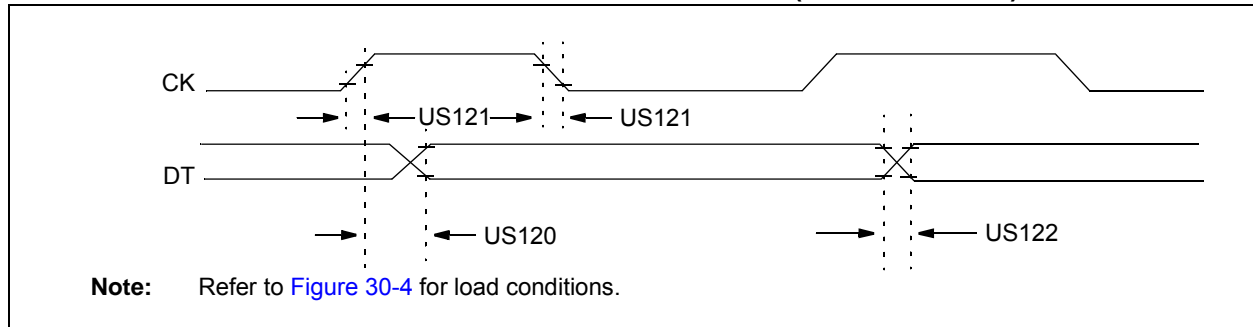 CK
US121 US121
DT
US120 US122
Note: Refer to Figure 30-4 for load conditions.